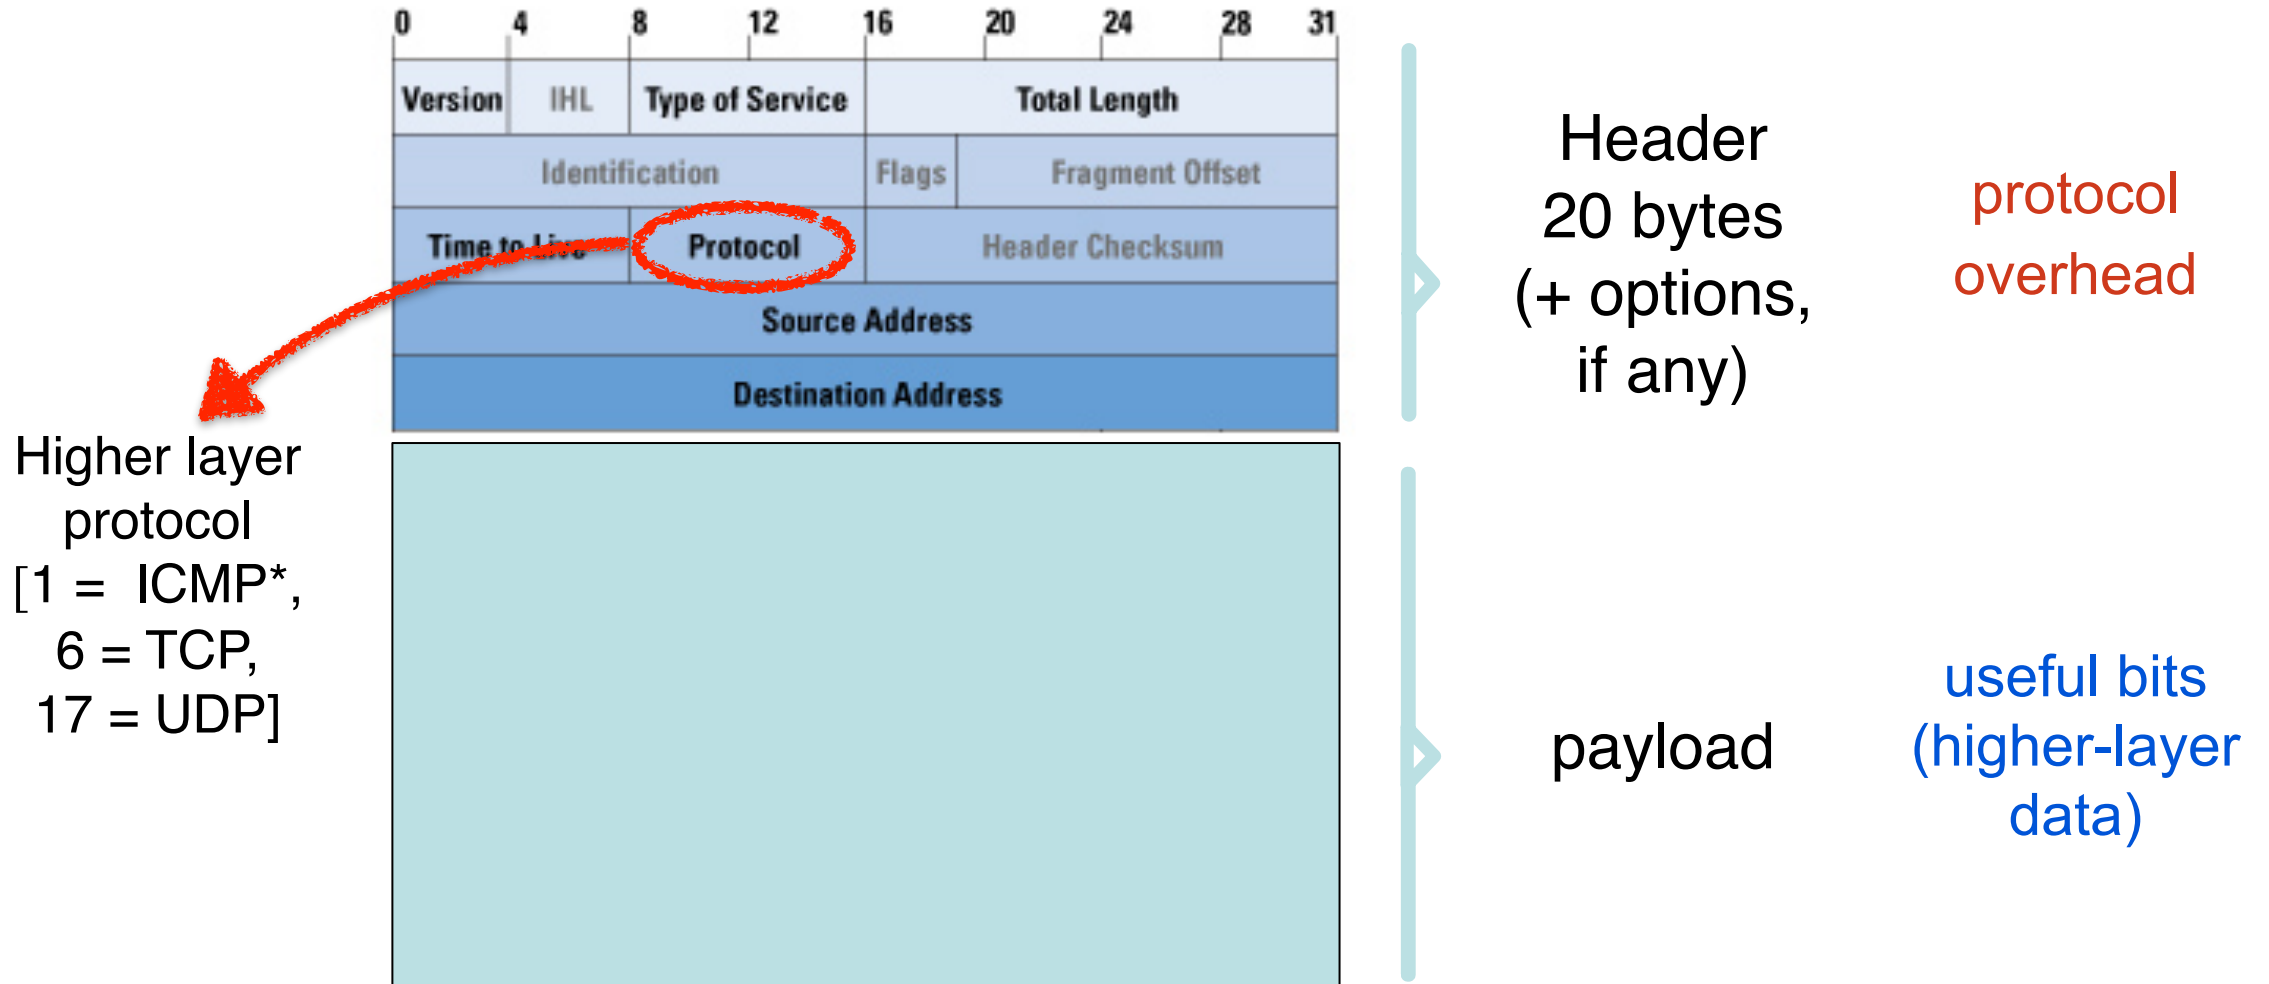 0 4 8 12 16 20 24 28 31
Version IHL Type of Service Total Length
Identification Flags Fragment Offset
Time to Live Protocol Header Checksum
Source Address
Destination Address
Header
20 bytes
(+ options,
if any)
protocol
overhead
Higher layer
protocol
[1 = ICMP*,
6 = TCP,
17 = UDP]
payload
useful bits
(higher-layer
data)